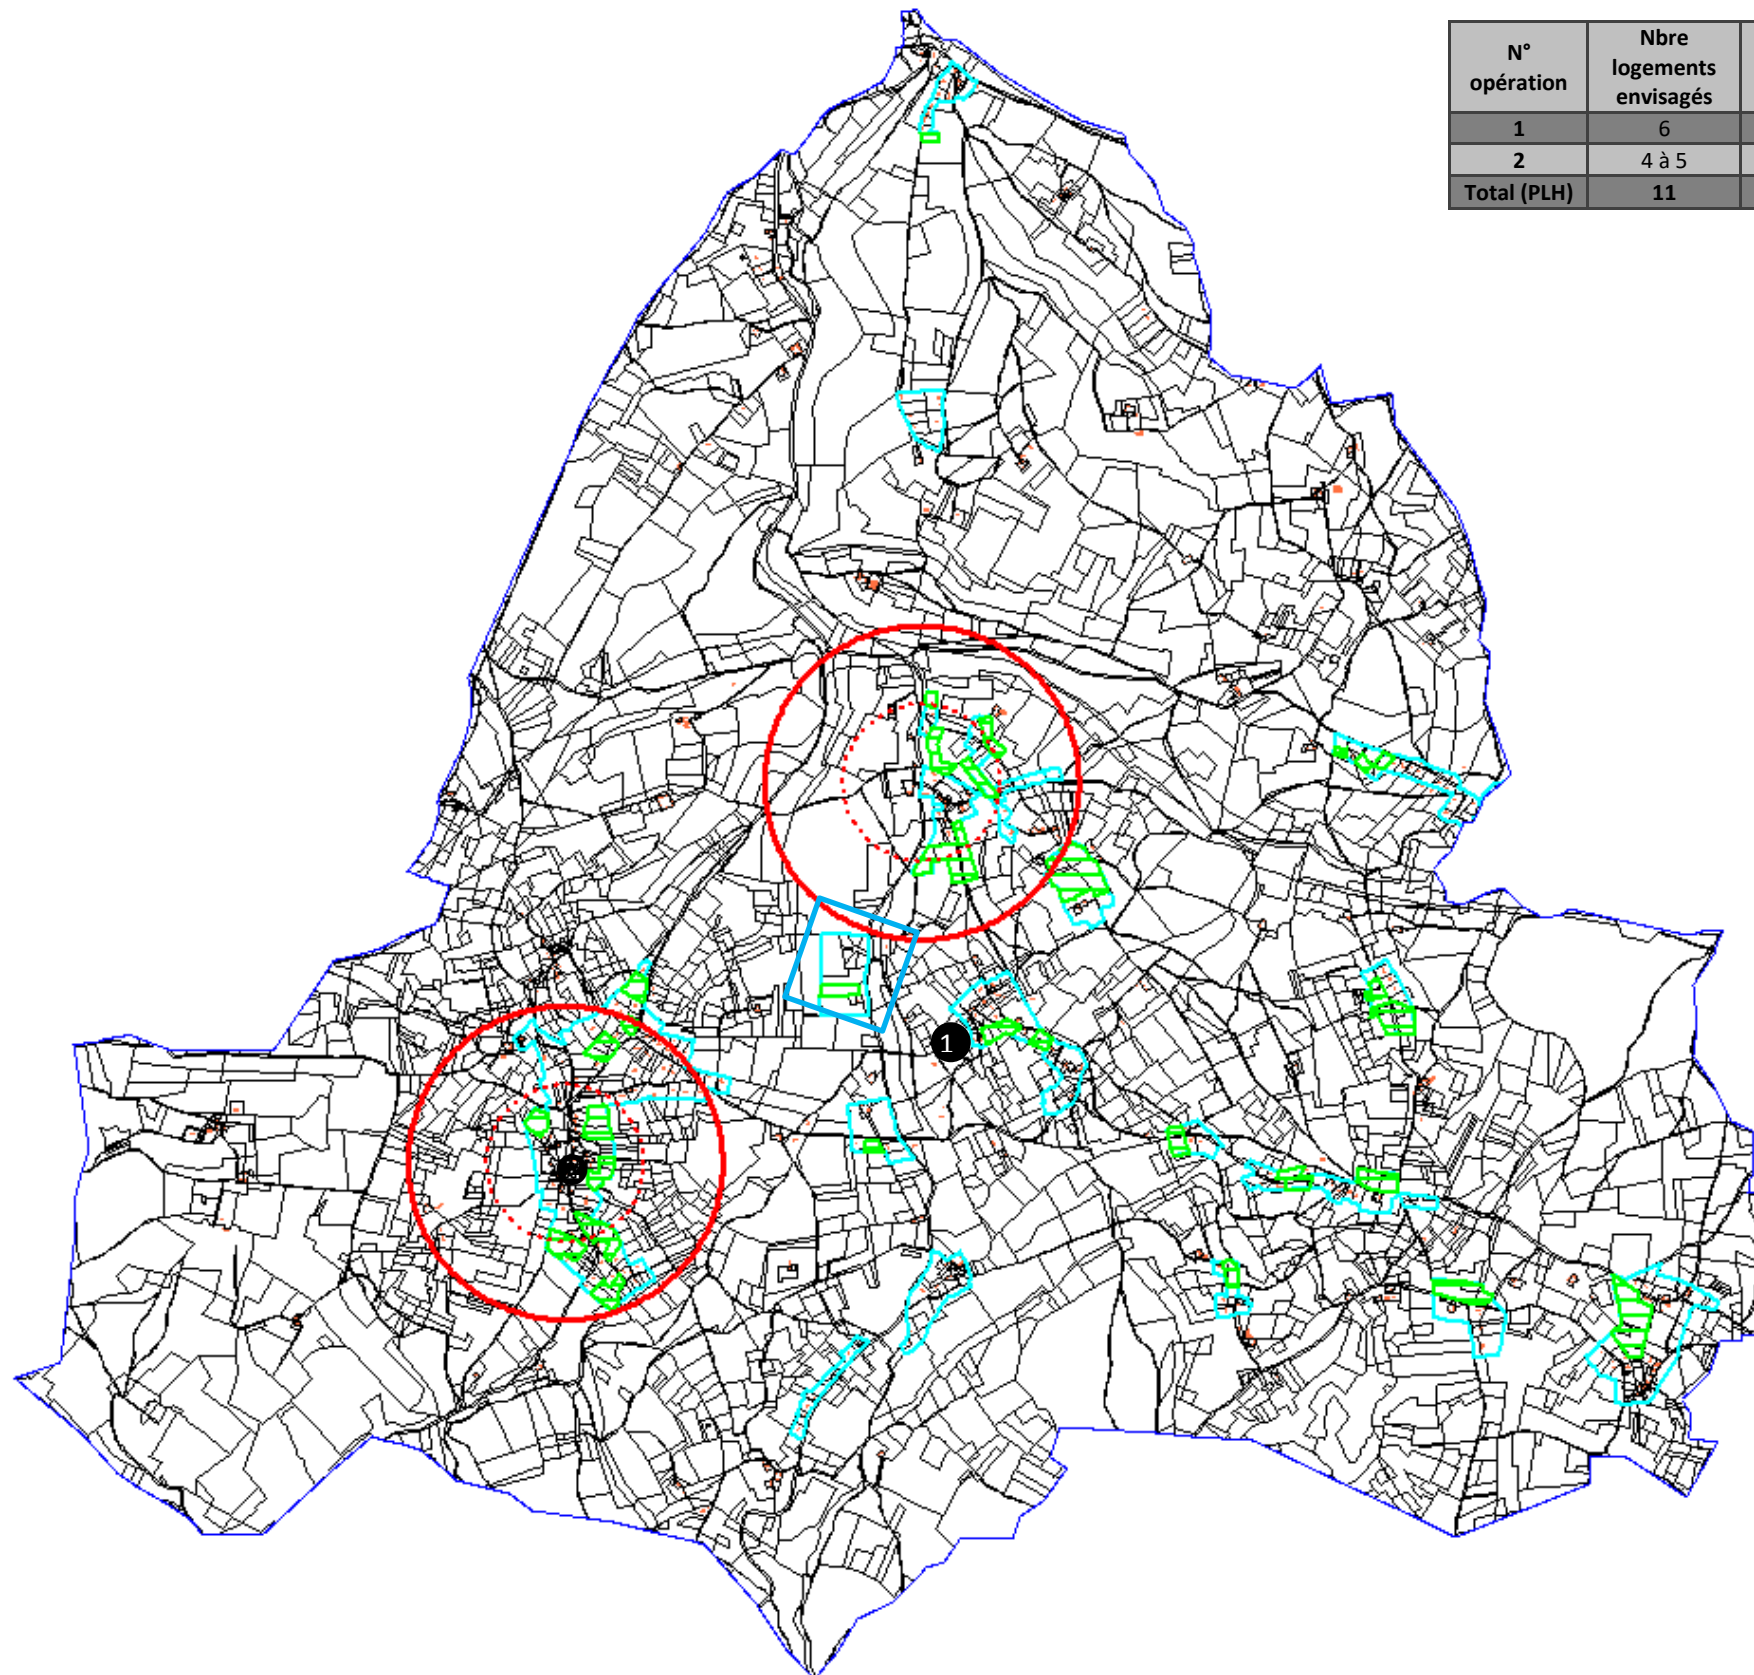 N° opération Nbre logements envisagés
1 6
2 4 à 5
Total (PLH) 11
1